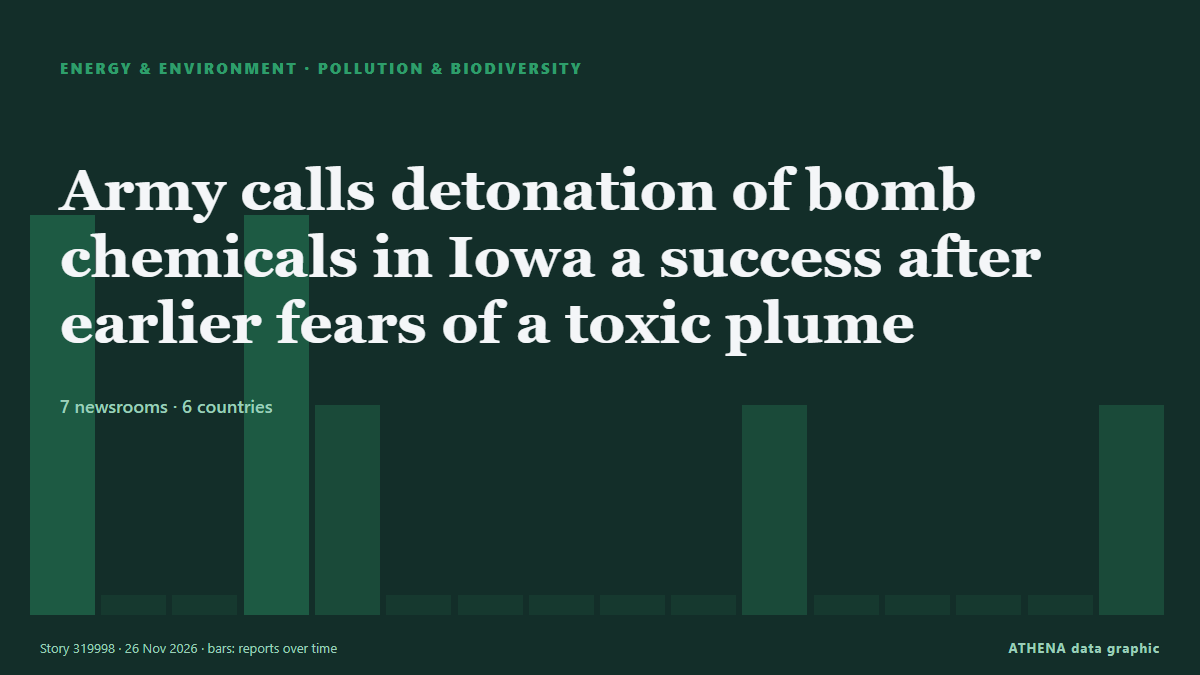 ENERGY & ENVIRONMENT · POLLUTION & BIODIVERSITY
Army calls detonation of bomb
chemicals in Iowa a success after
earlier fears of a toxic plume
7 newsrooms · 6 countries
Story 319998 · 26 Nov 2026 · bars: reports over time
ATHENA data graphic